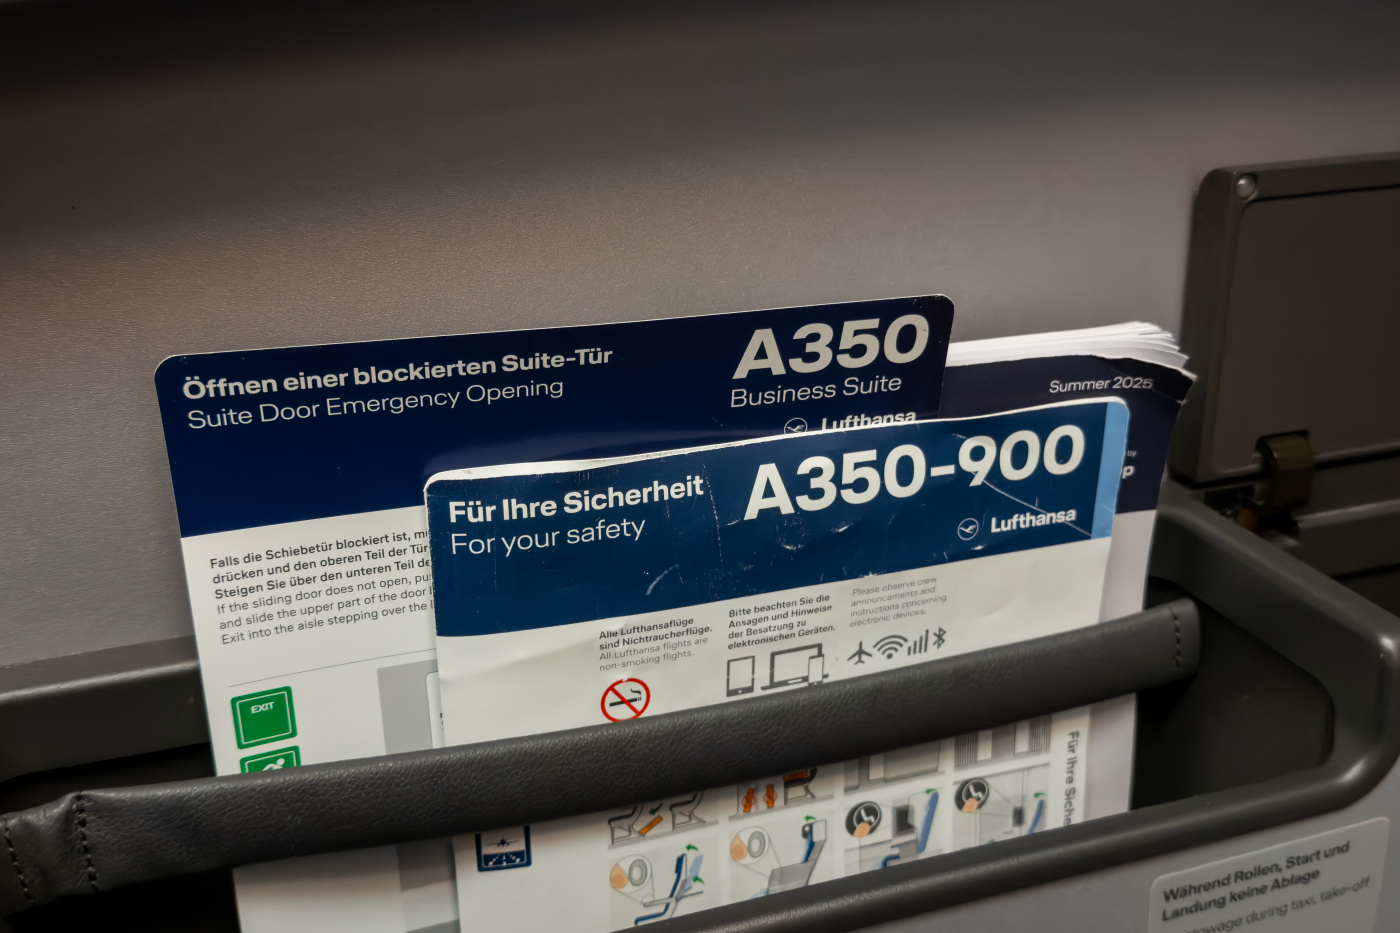 Öffnen einer blockierten Suite-Tür
Suite Door Emergency Opening
A350
Business Suite
Lufthansa
Falls die Schiebetür blockiert ist,
drücken und den oberen Teil der Tür
Steigen Sie über den unteren Teil
If the sliding door does not open,
and slide the upper part of the door
Exit into the aisle stepping over the
EXIT
Summer 2025
by
Für Ihre Sicherheit
For your safety
A350-900
Lufthansa
Alle Lufthansaflüge
sind Nichtraucherflüge.
All Lufthansa flights are
non-smoking flights.
Bitte beachten Sie die
Ansagen und Hinweise
der Besatzung zu
elektronischen Geräten.
Please observe crew
announcements and
instructions concerning
electronic devices.
Für Ihre
Während Rollen, Start und
Landung keine Ablage
during taxi, take-off